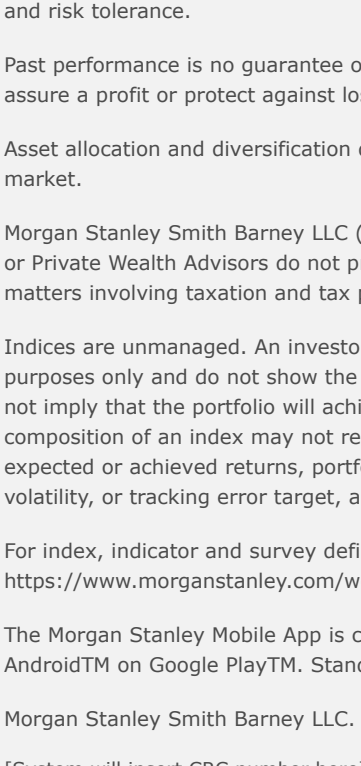 and risk tolerance.
Past performance is no guarantee o
assure a profit or protect against lo
Asset allocation and diversification
market.
Morgan Stanley Smith Barney LLC (
or Private Wealth Advisors do not p
matters involving taxation and tax p
Indices are unmanaged. An investo
purposes only and do not show the
not imply that the portfolio will achi
composition of an index may not re
expected or achieved returns, portf
volatility, or tracking error target, a
For index, indicator and survey defi
https://www.morganstanley.com/w
The Morgan Stanley Mobile App is c
AndroidTM on Google PlayTM. Stand
Morgan Stanley Smith Barney LLC.
[System will insert CRC number here]